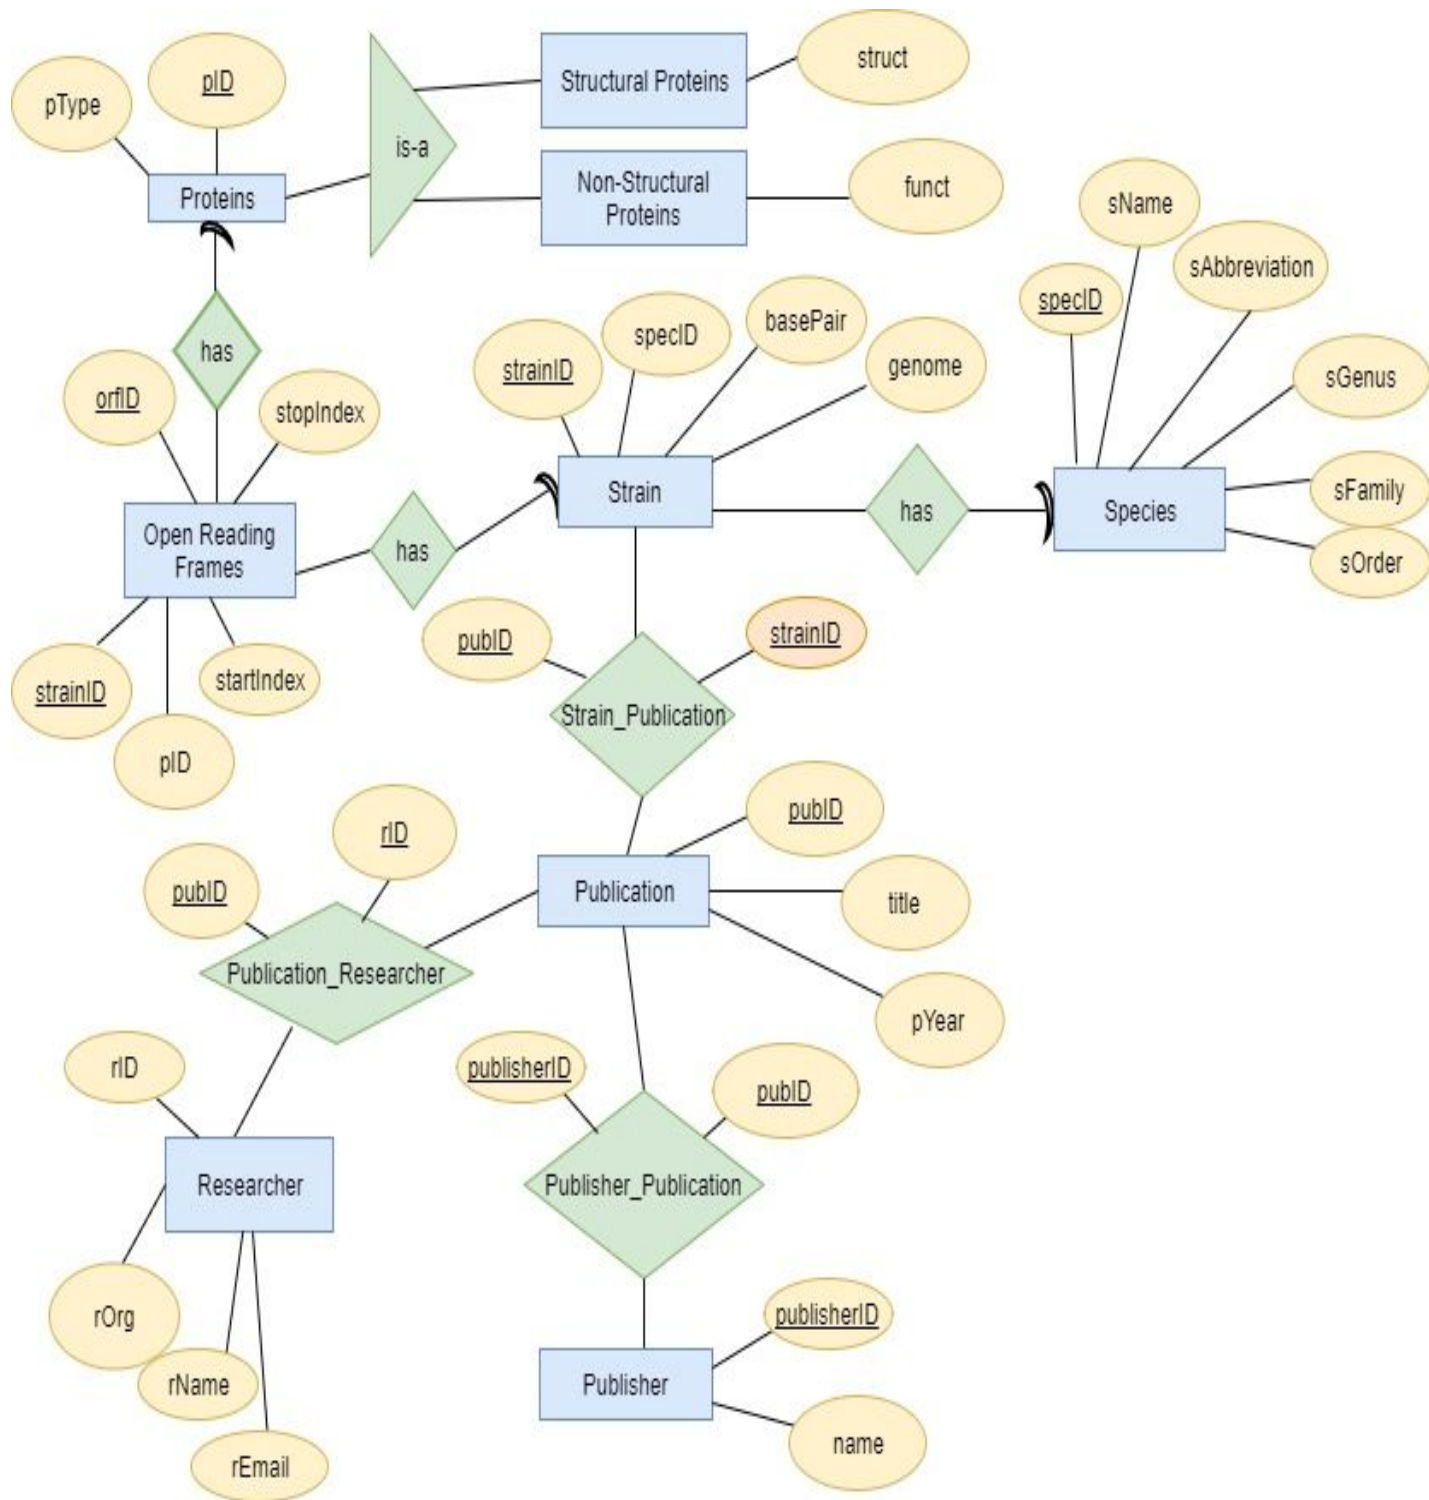 struct
pID
pType
Structural Proteins
is-a
Non-Structural
Proteins
funct
Proteins
sName
sAbbreviation
specID
basePair
specID
strainID
genome
has
sGenus
orfID
stopIndex
sFamily
Strain
has
Species
Open Reading
Frames
has
sOrder
pubID
strainID
strainID
startIndex
Strain_Publication
pID
pubID
rID
pubID
Publication
title
Publication_Researcher
pYear
rID
publisherID
pubID
Researcher
Publisher_Publication
rOrg
publisherID
rName
Publisher
name
rEmail